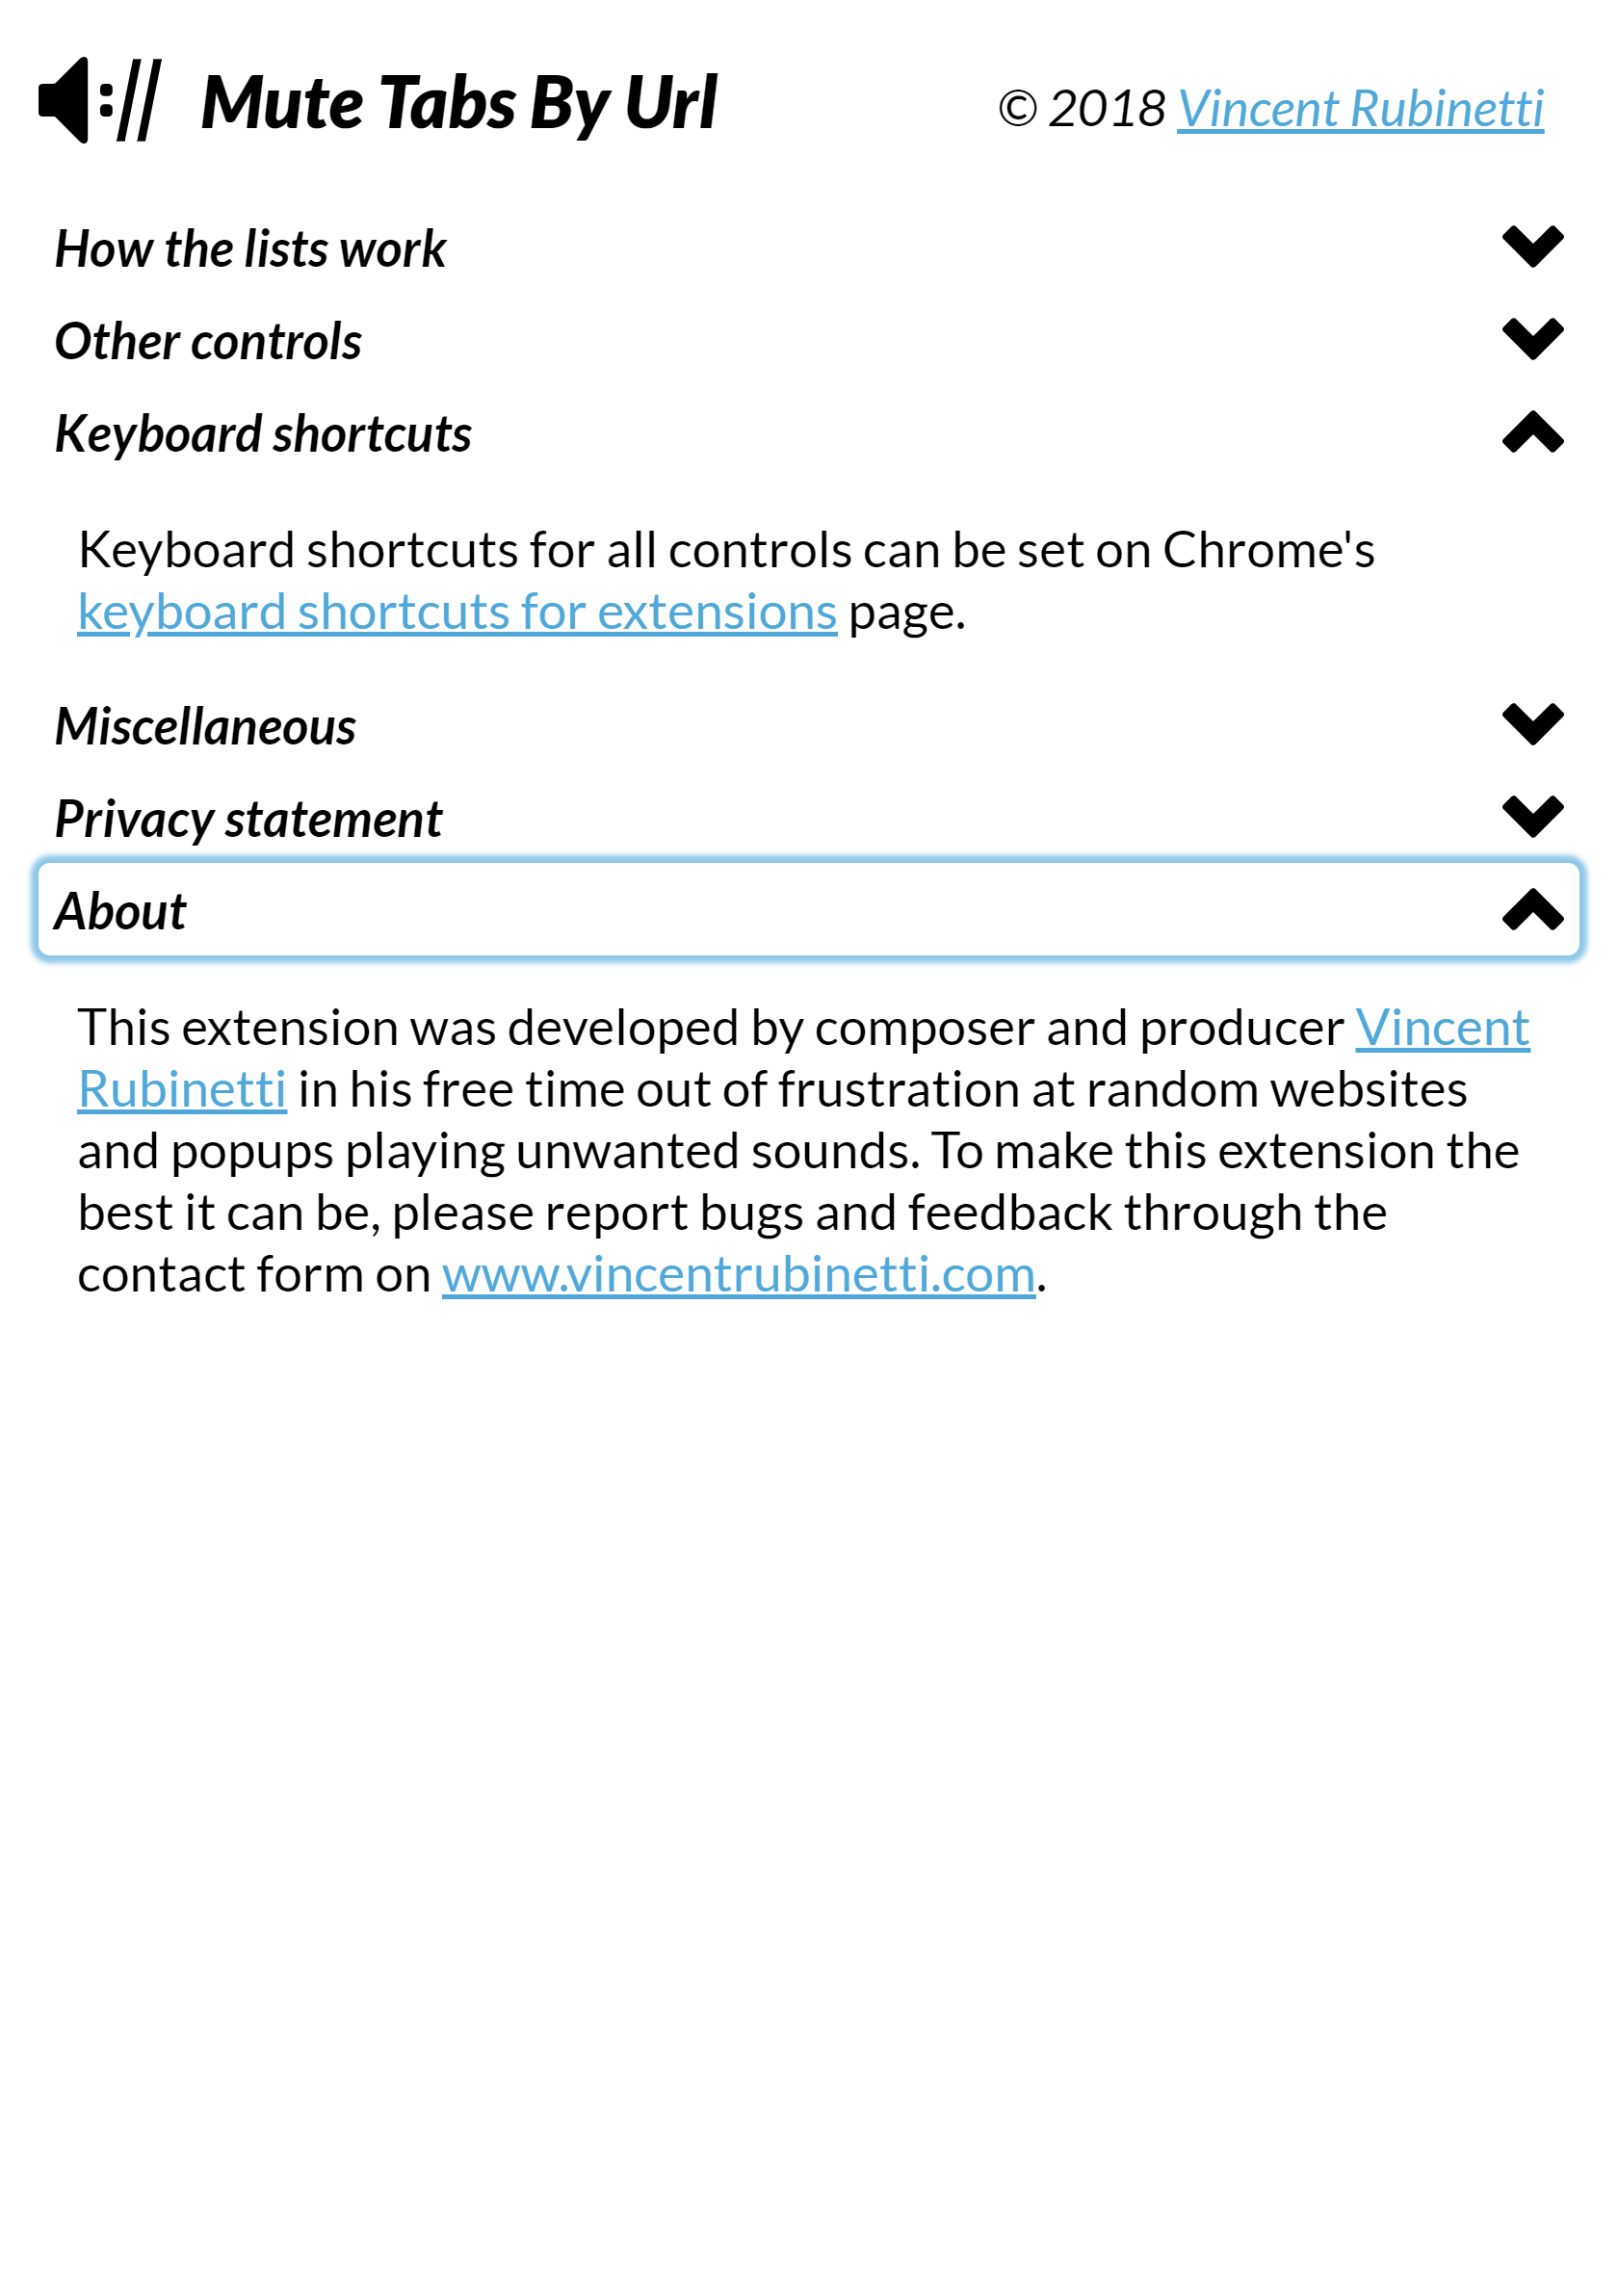 Mute Tabs By Url
© 2018 Vincent Rubinetti
How the lists work
Other controls
Keyboard shortcuts
Keyboard shortcuts for all controls can be set on Chrome's
keyboard shortcuts for extensions page.
Miscellaneous
Privacy statement
About
This extension was developed by composer and producer Vincent
Rubinetti in his free time out of frustration at random websites
and popups playing unwanted sounds. To make this extension the
best it can be, please report bugs and feedback through the
contact form on www.vincentrubinetti.com.